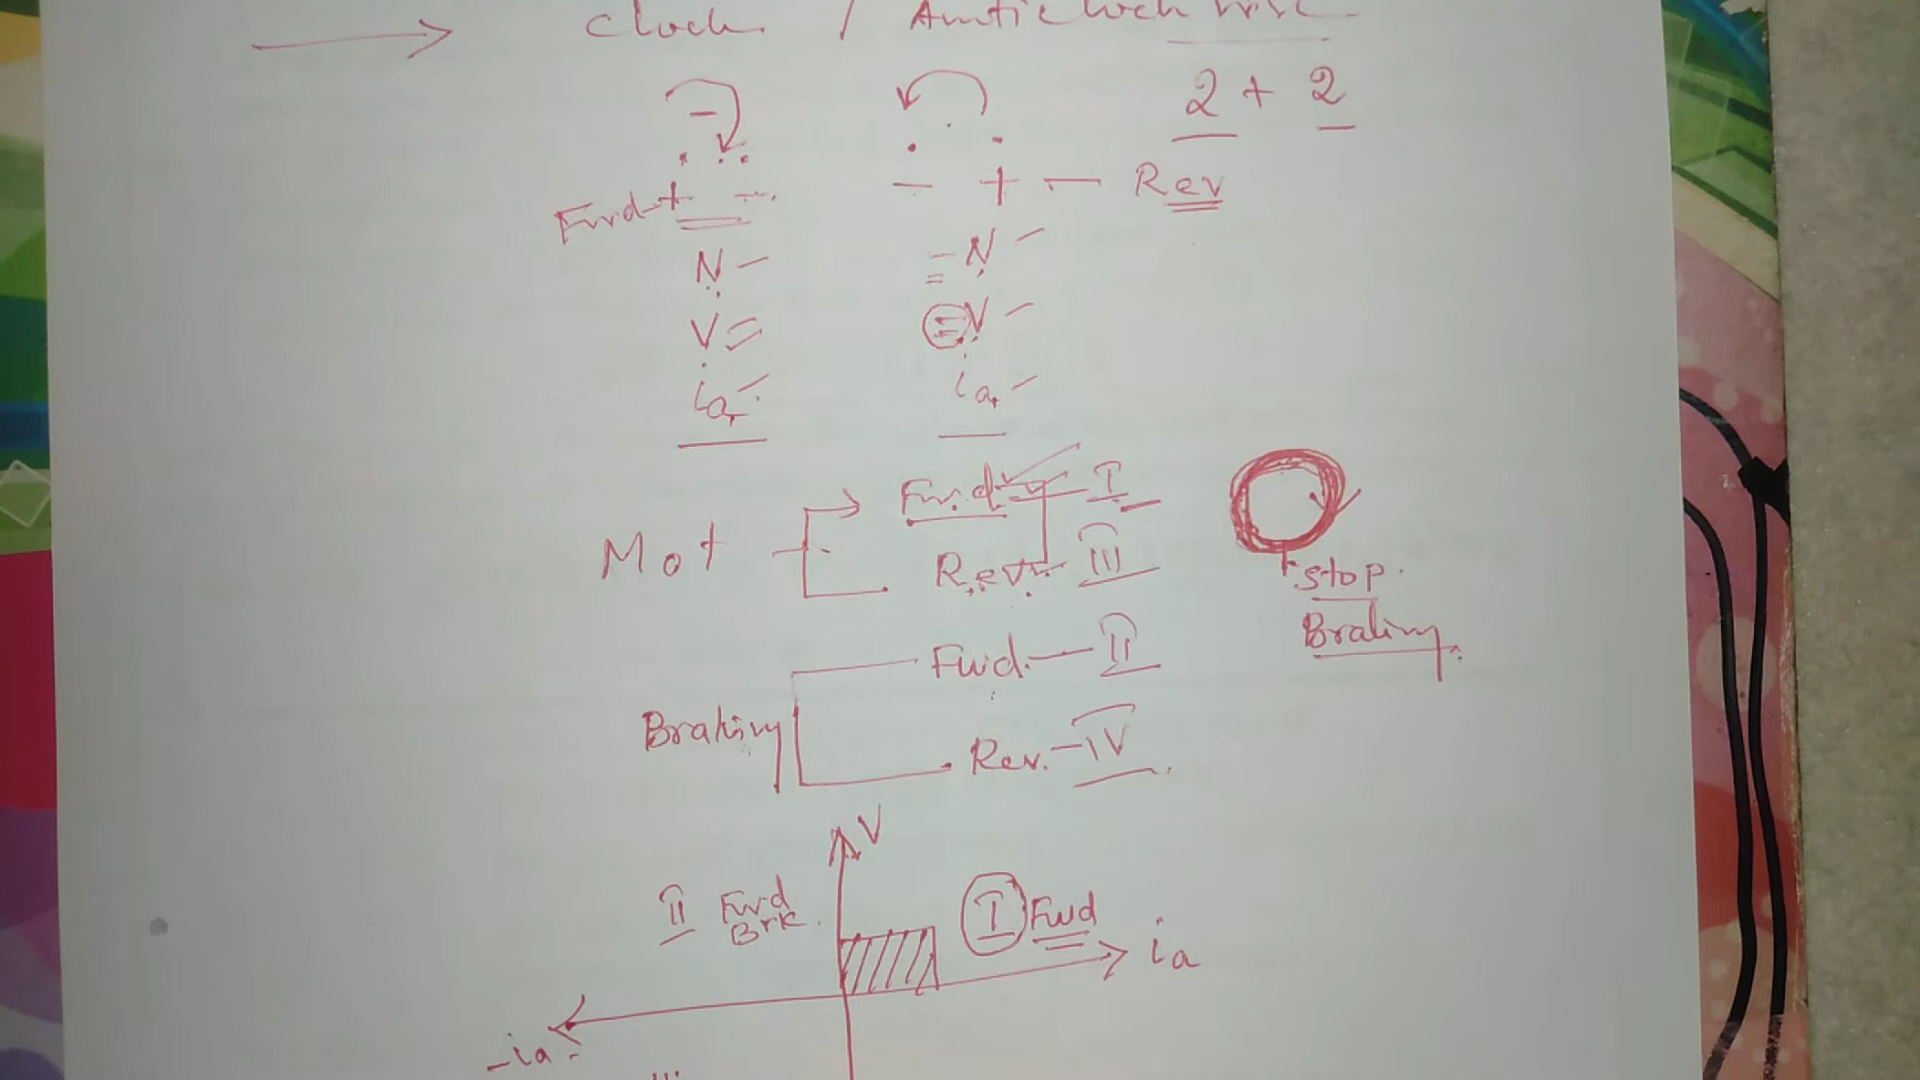 Clock / Anticlock wise
2 + 2
Fwd + - - + - Rev
N - N
V = V
ia ia
Mot Fwd I
Rev III
stop
Braking
Fwd. II
Braking
Rev. IV
V
II Fwd Brk. I Fwd
ia
-ia